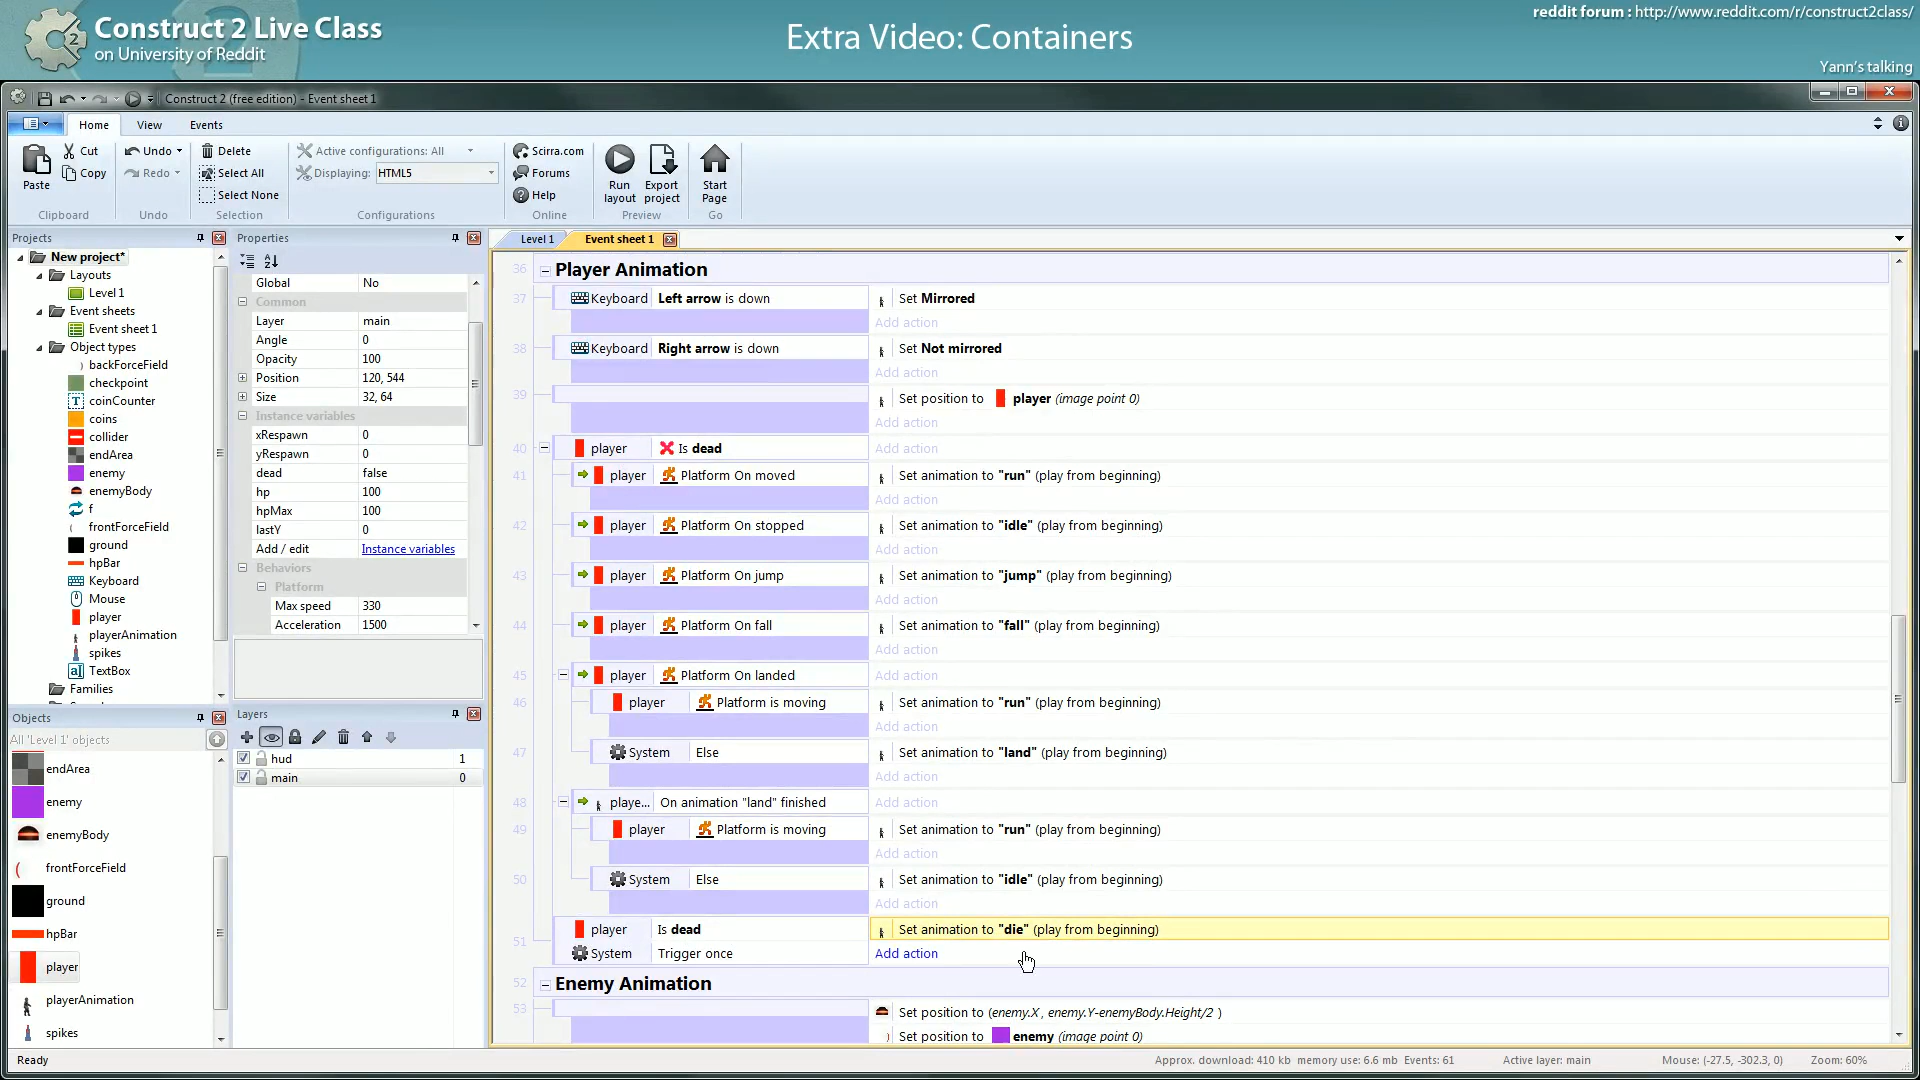 Construct 2 Live Class
on University of Reddit
Extra Video: Containers
reddit forum : http://www.reddit.com/r/construct2class/
Yann's talking
Construct 2 (free edition) - Event sheet 1
Home View Events
Paste
Cut
Copy
Clipboard
Undo
Redo
Undo
Delete
Select All
Select None
Selection
Active configurations: All
Displaying: HTML5
Configurations
Scirra.com
Forums
Help
Online
Run layout
Export project
Preview
Start Page
Go
Projects
New project*
Layouts
Level 1
Event sheets
Event sheet 1
Object types
backForceField
checkpoint
coinCounter
coins
collider
endArea
enemy
enemyBody
f
frontForceField
ground
hpBar
Keyboard
Mouse
player
playerAnimation
spikes
TextBox
Families
Properties
Global No
Common
Layer main
Angle 0
Opacity 100
Position 120, 544
Size 32, 64
Instance variables
xRespawn 0
yRespawn 0
dead false
hp 100
hpMax 100
lastY 0
Add / edit Instance variables
Behaviors
Platform
Max speed 330
Acceleration 1500
Objects
All 'Level 1' objects
endArea
enemy
enemyBody
frontForceField
ground
hpBar
player
playerAnimation
spikes
Layers
hud 1
main 0
Level 1 Event sheet 1
36 Player Animation
37 Keyboard Left arrow is down Set Mirrored
Add action
38 Keyboard Right arrow is down Set Not mirrored
Add action
39 Set position to player (image point 0)
Add action
40 player Is dead Add action
41 player Platform On moved Set animation to "run" (play from beginning)
Add action
42 player Platform On stopped Set animation to "idle" (play from beginning)
Add action
43 player Platform On jump Set animation to "jump" (play from beginning)
Add action
44 player Platform On fall Set animation to "fall" (play from beginning)
Add action
45 player Platform On landed Add action
46 player Platform is moving Set animation to "run" (play from beginning)
Add action
47 System Else Set animation to "land" (play from beginning)
Add action
48 playe... On animation "land" finished Add action
49 player Platform is moving Set animation to "run" (play from beginning)
Add action
50 System Else Set animation to "idle" (play from beginning)
Add action
player Is dead Set animation to "die" (play from beginning)
51 System Trigger once Add action
52 Enemy Animation
53 Set position to (enemy.X , enemy.Y-enemyBody.Height/2 )
Set position to enemy (image point 0)
Ready Approx. download: 410 kb memory use: 6.6 mb Events: 61 Active layer: main Mouse: (-27.5, -302.3, 0) Zoom: 60%